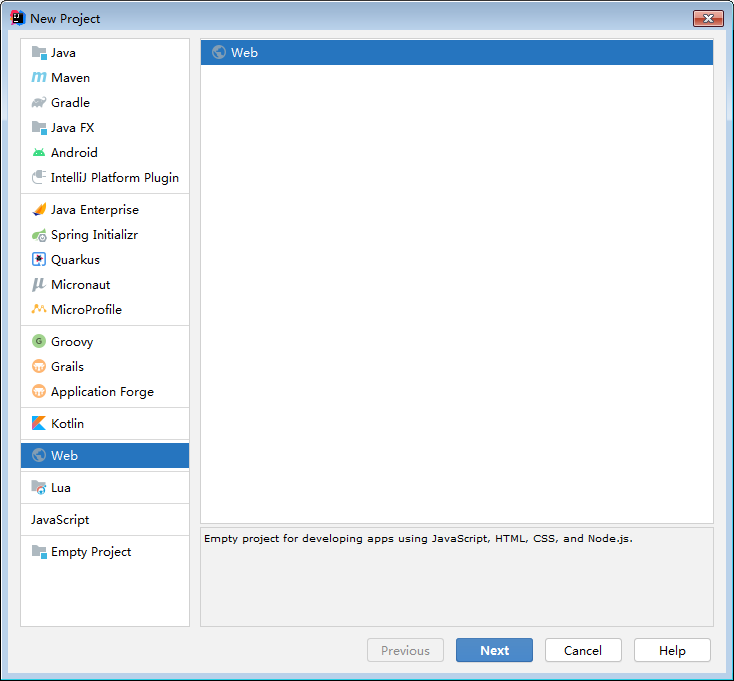 New Project
Java
Maven
Gradle
Java FX
Android
IntelliJ Platform Plugin
Java Enterprise
Spring Initializr
Quarkus
Micronaut
MicroProfile
Groovy
Grails
Application Forge
Kotlin
Web
Lua
JavaScript
Empty Project
Web
Empty project for developing apps using JavaScript, HTML, CSS, and Node.js.
Previous
Next
Cancel
Help